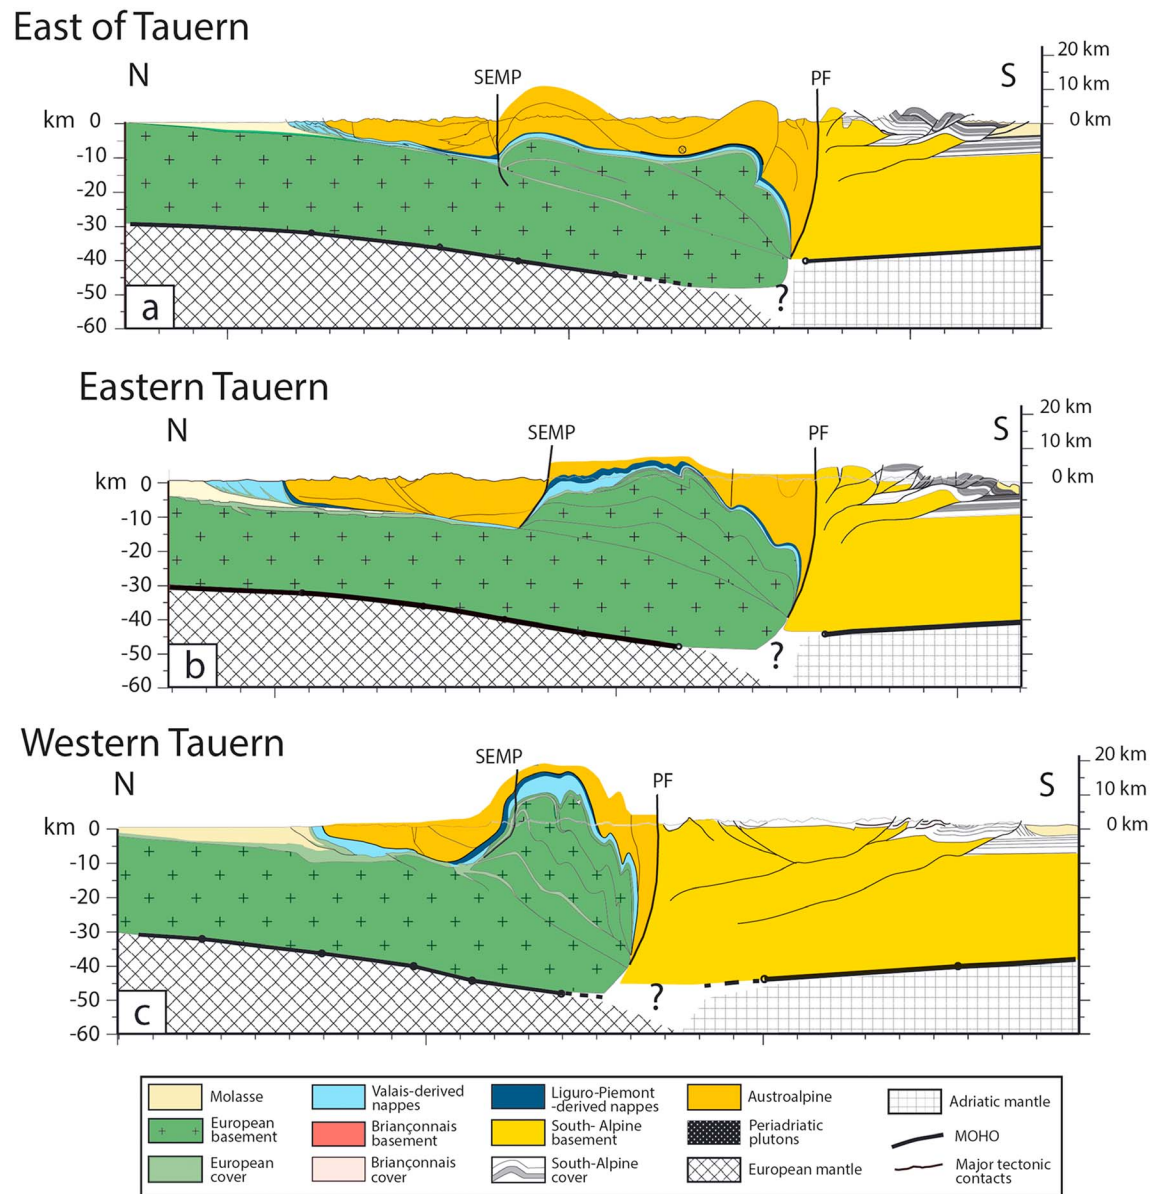 East of Tauern
N
SEMP
PF
S
20 km
10 km
0 km
km 0
-10
-20
-30
-40
-50
-60
a
?
Eastern Tauern
N
SEMP
PF
S
20 km
10 km
0 km
km 0
-10
-20
-30
-40
-50
-60
b
?
Western Tauern
N
SEMP
PF
S
20 km
10 km
0 km
km 0
-10
-20
-30
-40
-50
-60
c
?
Molasse
European
basement
European
cover
Valais-derived
nappes
Briançonnais
basement
Briançonnais
cover
Liguro-Piemont
-derived nappes
South- Alpine
basement
South-Alpine
cover
Austroalpine
Periadriatic
plutons
European mantle
Adriatic mantle
MOHO
Major tectonic
contacts